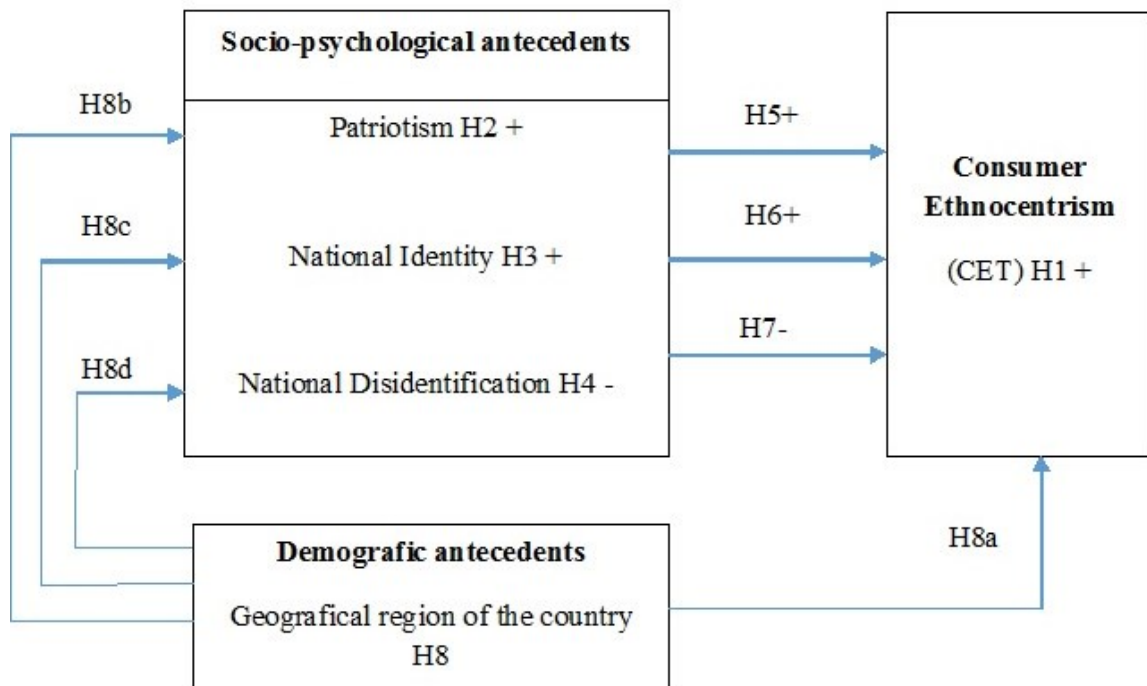 Socio-psychological antecedents
H8b
Patriotism H2 +
H5+
H8c
National Identity H3 +
H6+
Consumer
Ethnocentrism
(CET) H1 +
H8d
National Disidentification H4 -
H7-
Demografic antecedents
Geografical region of the country
H8
H8a